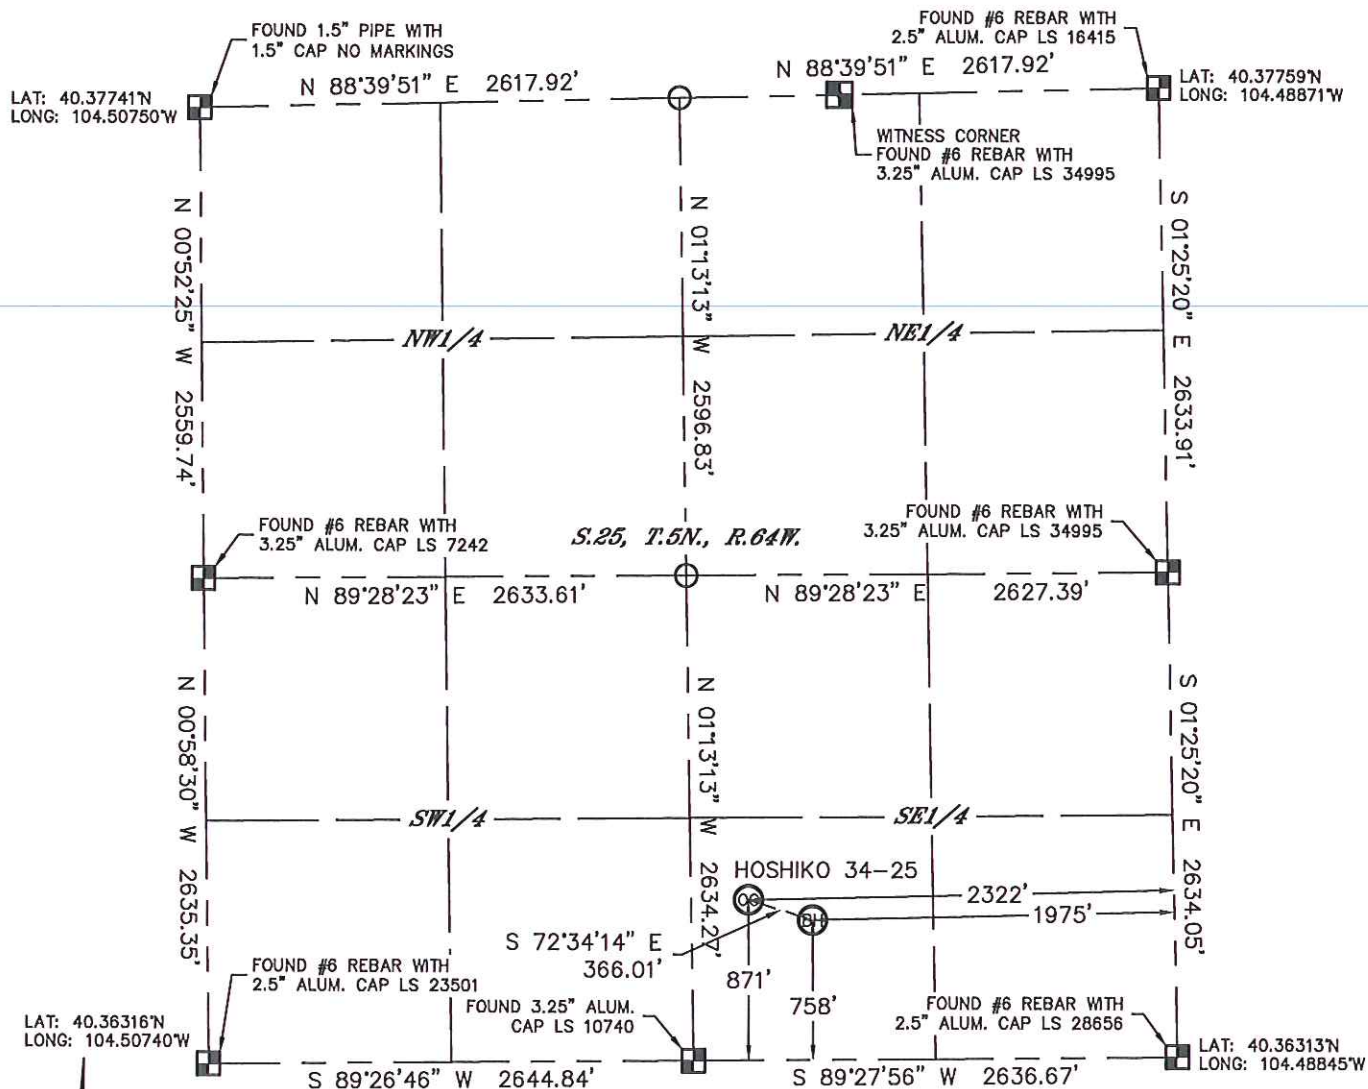 FOUND 1.5" PIPE WITH
1.5" CAP NO MARKINGS
FOUND #6 REBAR WITH
2.5" ALUM. CAP LS 16415
N 88°39'51" E 2617.92'
N 88°39'51" E 2617.92'
LAT: 40.37741°N
LONG: 104.50750°W
LAT: 40.37759°N
LONG: 104.48871°W
WITNESS CORNER
FOUND #6 REBAR WITH
3.25" ALUM. CAP LS 34995
N 00°52'25" W 2559.74'
N 01°13'13" W 2596.83'
S 01°25'20" E 2633.91'
NW1/4
NE1/4
FOUND #6 REBAR WITH
3.25" ALUM. CAP LS 7242
S.25, T.5N., R.64W.
FOUND #6 REBAR WITH
3.25" ALUM. CAP LS 34995
N 89°28'23" E 2633.61'
N 89°28'23" E 2627.39'
N 00°58'30" W 2635.35'
N 01°13'13" W 2634.27'
S 01°25'20" E 2634.05'
SW1/4
SE1/4
HOSHIKO 34-25
2322'
1975'
BH
S 72°34'14" E
366.01'
871'
758'
FOUND #6 REBAR WITH
2.5" ALUM. CAP LS 23501
FOUND 3.25" ALUM.
CAP LS 10740
FOUND #6 REBAR WITH
2.5" ALUM. CAP LS 28656
LAT: 40.36316°N
LONG: 104.50740°W
LAT: 40.36313°N
LONG: 104.48845°W
S 89°26'46" W 2644.84'
S 89°27'56" W 2636.67'